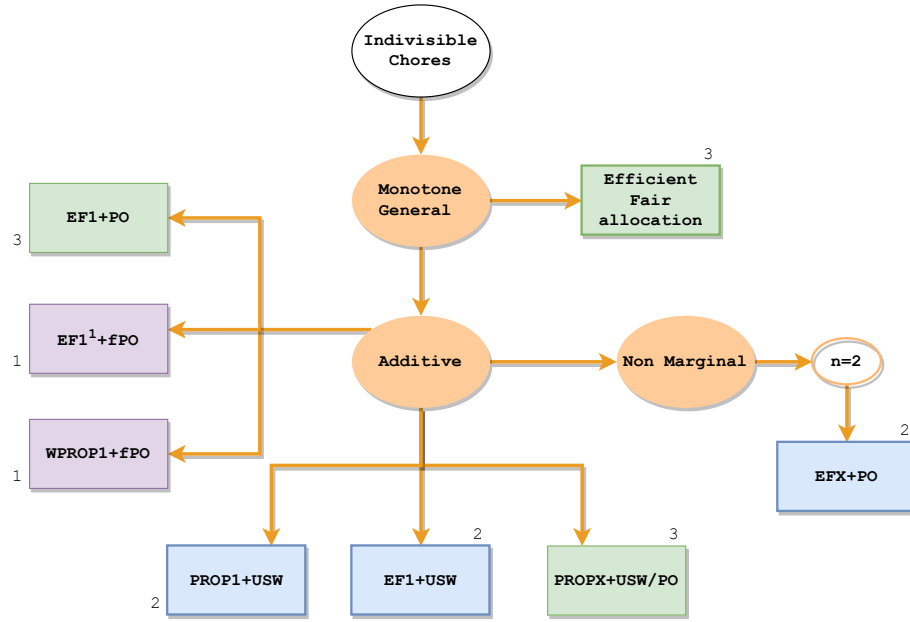 Indivisible
Chores
3
Monotone
General
Efficient
Fair
allocation
EF1+PO
3
EF1¹+fPO
1
Additive
Non Marginal
n=2
WPROP1+fPO
1
2
EFX+PO
2
3
PROP1+USW
2
EF1+USW
PROPX+USW/PO